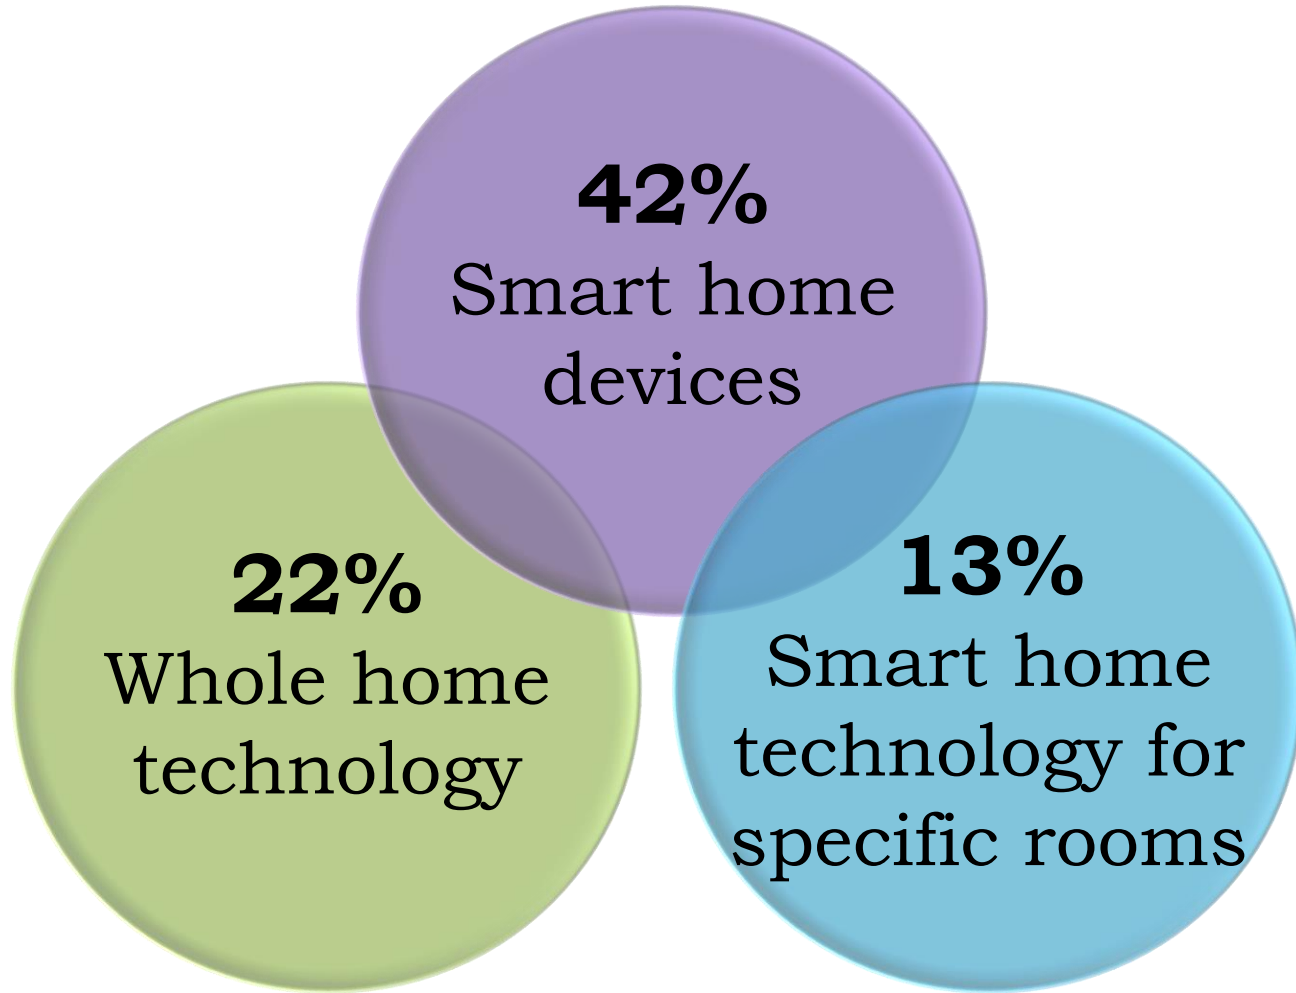 42%
Smart home
devices
22%
Whole home
technology
13%
Smart home
technology for
specific rooms